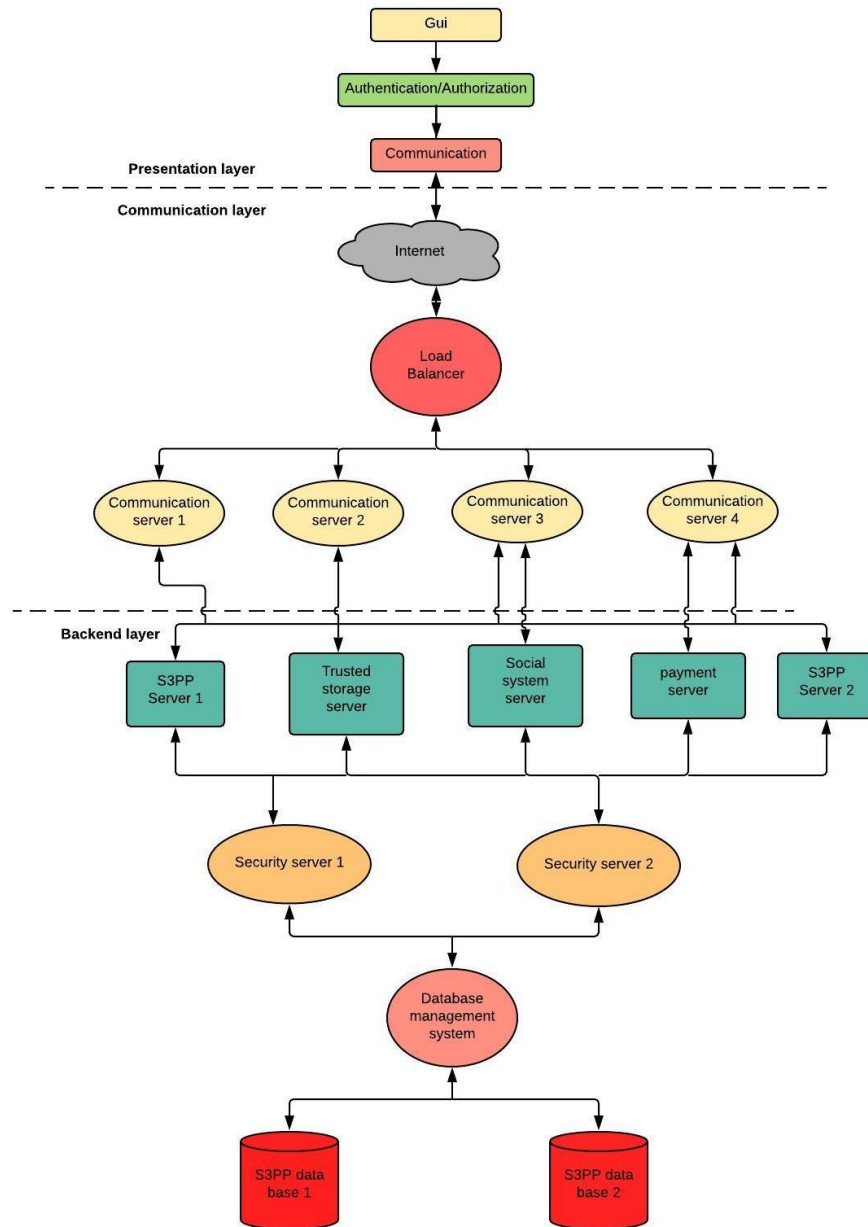 Gui
Authentication/Authorization
Communication
Presentation layer
Communication layer
Internet
Load
Balancer
Communication
server 1
Communication
server 2
Communication
server 3
Communication
server 4
Backend layer
S3PP
Server 1
Trusted
storage
server
Social
system
server
payment
server
S3PP
Server 2
Security server 1
Security server 2
Database
management
system
S3PP data
base 1
S3PP data
base 2